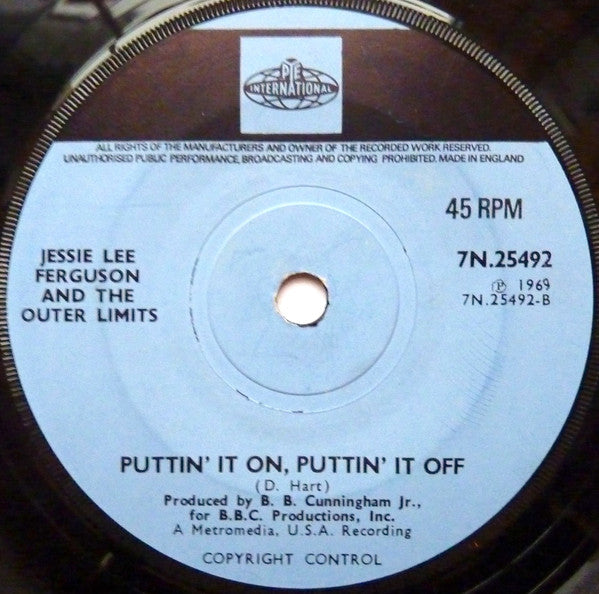 PYE
INTERNATIONAL
ALL RIGHTS OF THE MANUFACTURERS AND OWNER OF THE RECORDED WORK RESERVED.
UNAUTHORISED PUBLIC PERFORMANCE, BROADCASTING AND COPYING PROHIBITED. MADE IN ENGLAND
45 RPM
JESSIE LEE
FERGUSON
AND THE
OUTER LIMITS
7N.25492
Ⓟ 1969
7N.25492-B
PUTTIN' IT ON, PUTTIN' IT OFF
(D. Hart)
Produced by B. B. Cunningham Jr.,
for B.B.C. Productions, Inc.
A Metromedia, U.S.A. Recording
COPYRIGHT CONTROL